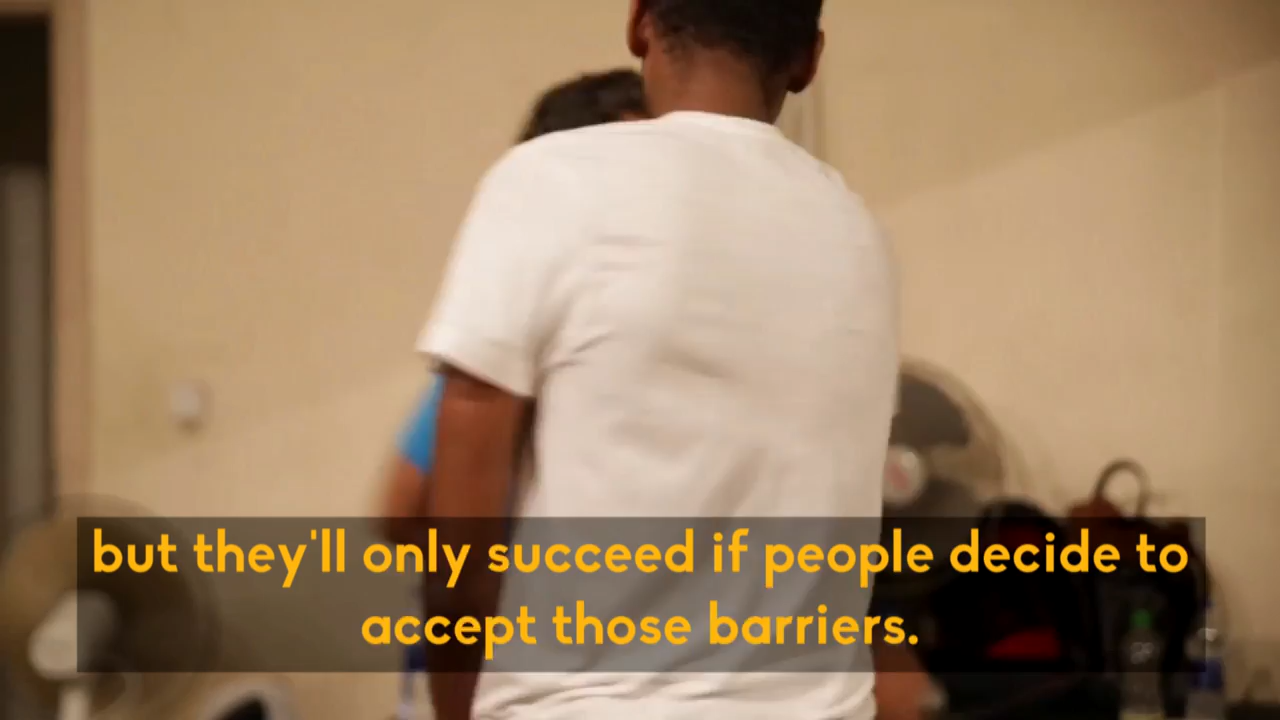 but they'll only succeed if people decide to
accept those barriers.